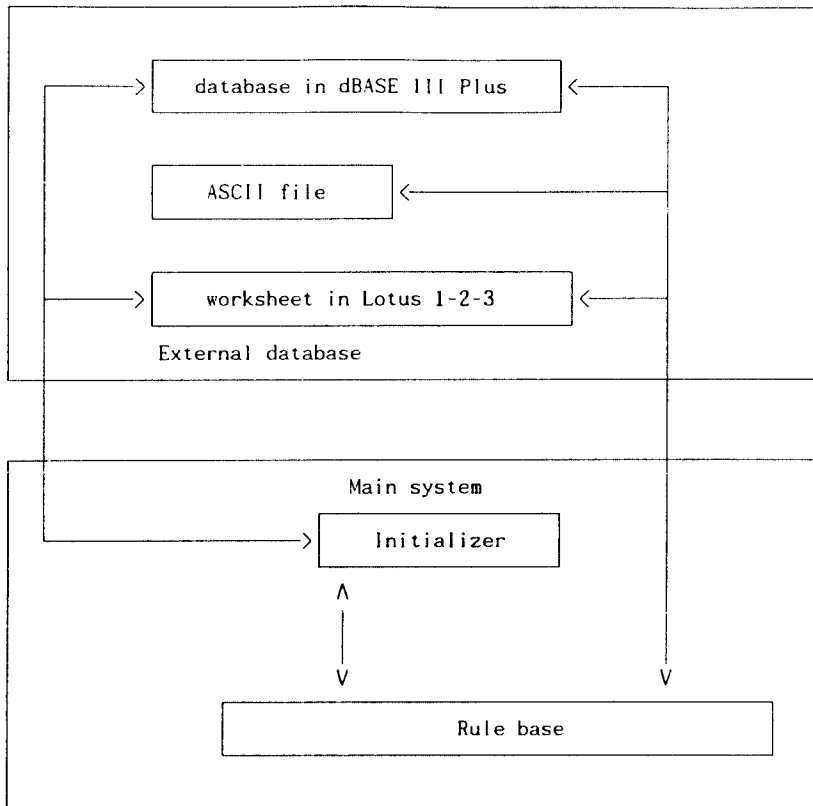 database in dBASE III Plus
ASCII file
worksheet in Lotus 1-2-3
External database
Main system
Initializer
Rule base